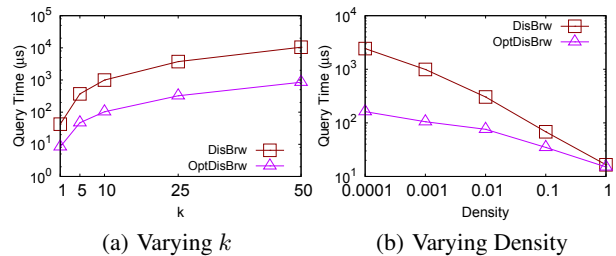 10^5
10^4
10^3
10^2
10^1
10^0
Query Time (μs)
DisBrw
OptDisBrw
1 5 10 25 50
k
(a) Varying k
10^4
10^3
10^2
10^1
Query Time (μs)
DisBrw
OptDisBrw
0.0001 0.001 0.01 0.1 1
Density
(b) Varying Density